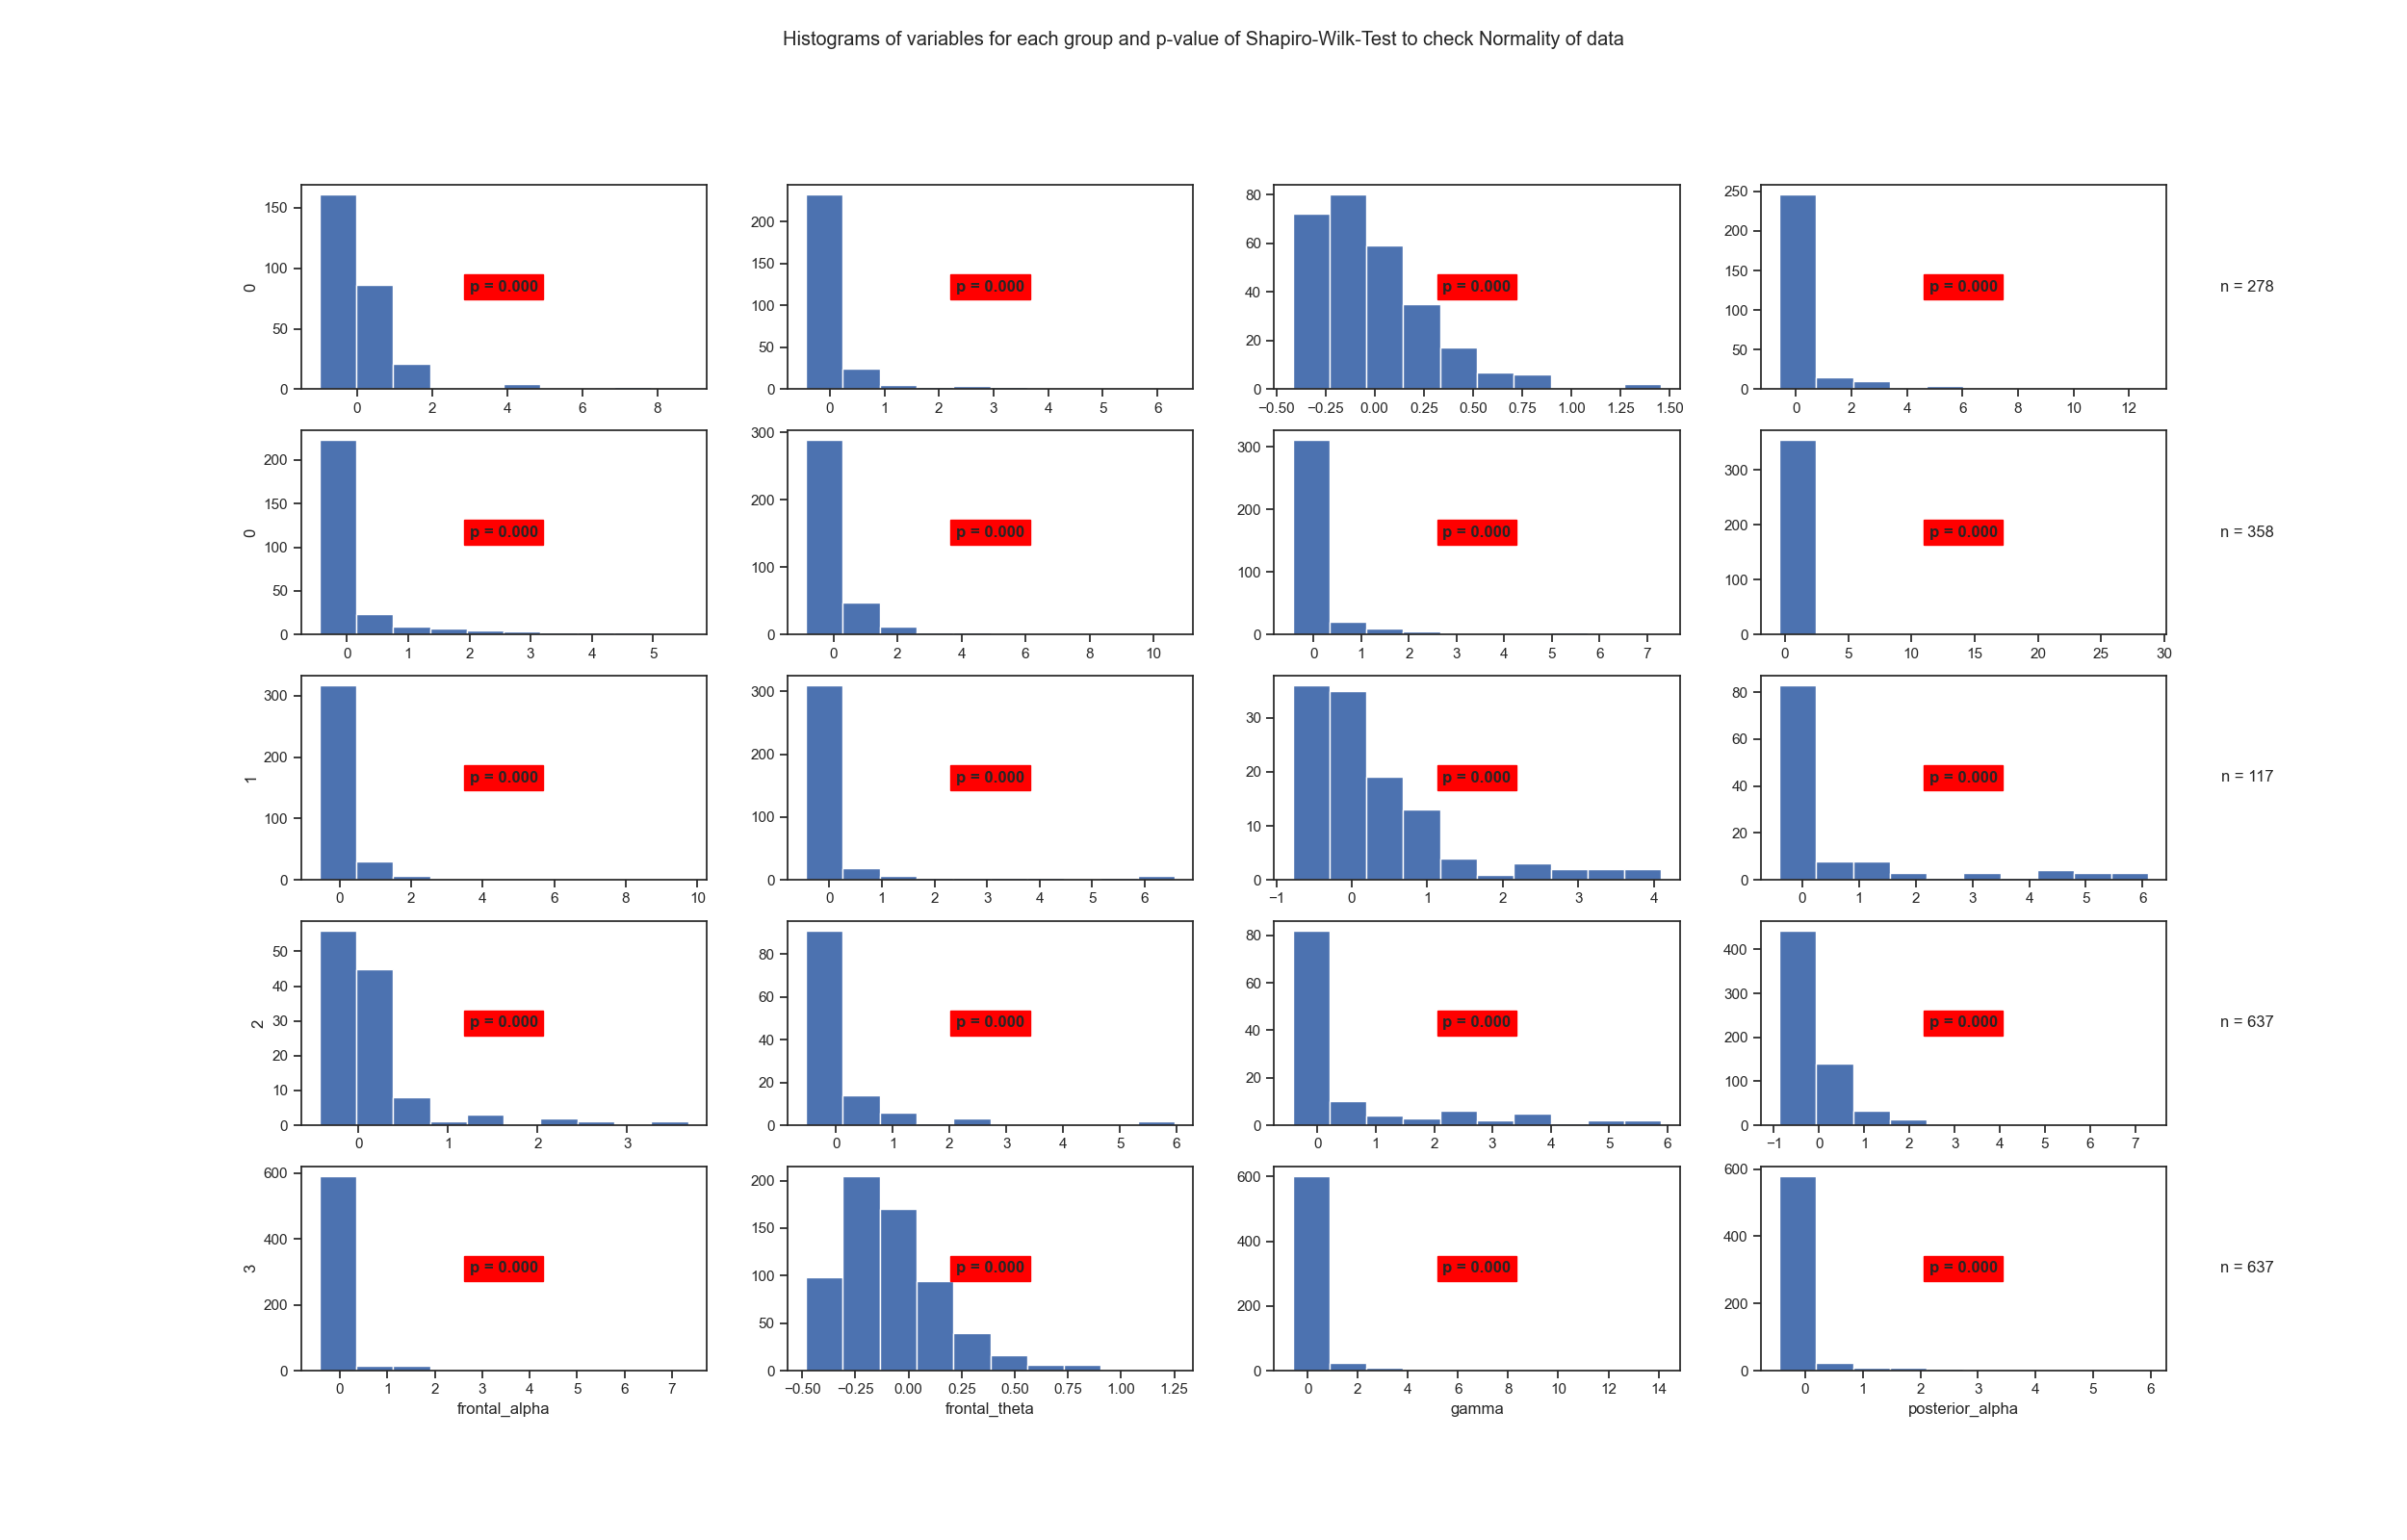 Histograms of variables for each group and p-value of Shapiro-Wilk-Test to check Normality of data
0
150
100
50
0
p = 0.000
0 2 4 6 8
200
150
100
50
0
p = 0.000
0 1 2 3 4 5 6
80
60
40
20
0
p = 0.000
−0.50 −0.25 0.00 0.25 0.50 0.75 1.00 1.25 1.50
250
200
150
100
50
0
p = 0.000
0 2 4 6 8 10 12
n = 278
0
200
150
100
50
0
p = 0.000
0 1 2 3 4 5
300
200
100
0
p = 0.000
0 2 4 6 8 10
300
200
100
0
p = 0.000
0 1 2 3 4 5 6 7
300
200
100
0
p = 0.000
0 5 10 15 20 25 30
n = 358
1
300
200
100
0
p = 0.000
0 2 4 6 8 10
300
200
100
0
p = 0.000
0 1 2 3 4 5 6
30
20
10
0
p = 0.000
−1 0 1 2 3 4
80
60
40
20
0
p = 0.000
0 1 2 3 4 5 6
n = 117
2
50
40
30
20
10
0
p = 0.000
0 1 2 3
80
60
40
20
0
p = 0.000
0 1 2 3 4 5 6
80
60
40
20
0
p = 0.000
0 1 2 3 4 5 6
400
300
200
100
0
p = 0.000
−1 0 1 2 3 4 5 6 7
n = 637
3
600
400
200
0
p = 0.000
0 1 2 3 4 5 6 7
frontal_alpha
200
150
100
50
0
p = 0.000
−0.50 −0.25 0.00 0.25 0.50 0.75 1.00 1.25
frontal_theta
600
400
200
0
p = 0.000
0 2 4 6 8 10 12 14
gamma
600
400
200
0
p = 0.000
0 1 2 3 4 5 6
posterior_alpha
n = 637